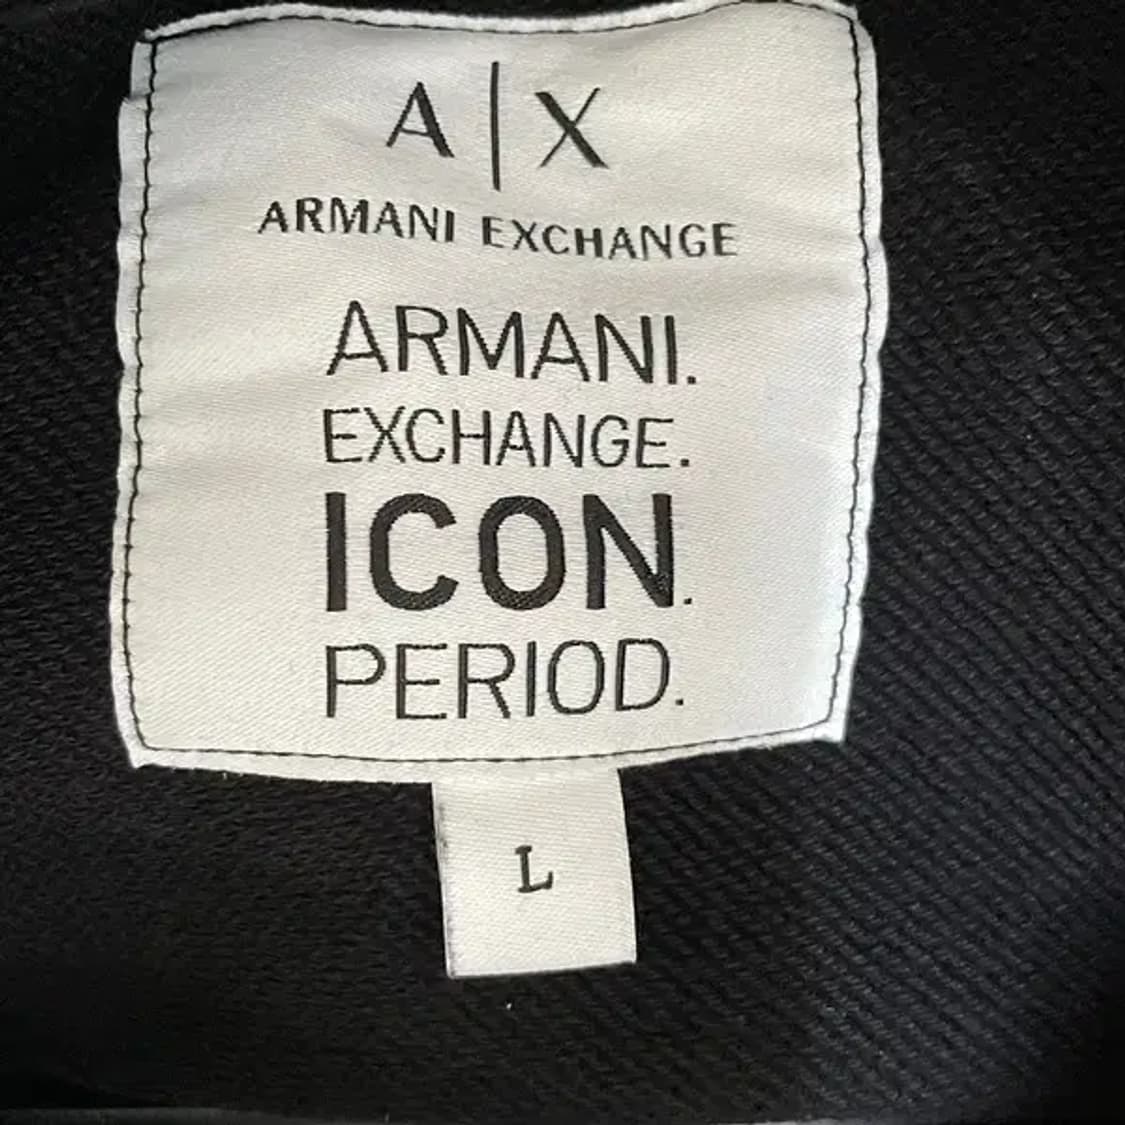 A|X
ARMANI EXCHANGE
ARMANI.
EXCHANGE.
ICON.
PERIOD.
L